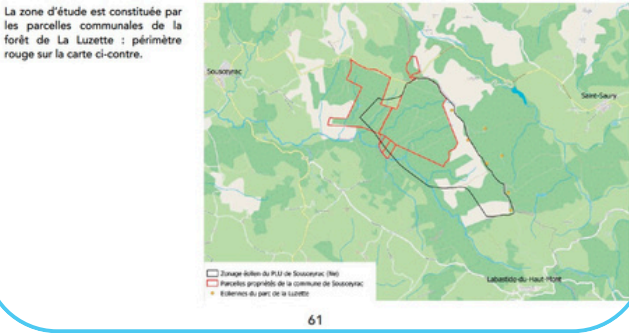 La zone d'étude est constituée par
les parcelles communales de la
forêt de La Luzette : périmètre
rouge sur la carte ci-contre.
Sousceyrac
Saint-Saury
Labastide-du-Haut-Mont
Zonage éolien du PLU de Sousceyrac (Ne)
Parcelles propriétés de la commune de Sousceyrac
Eoliennes du parc de la Luzette
61